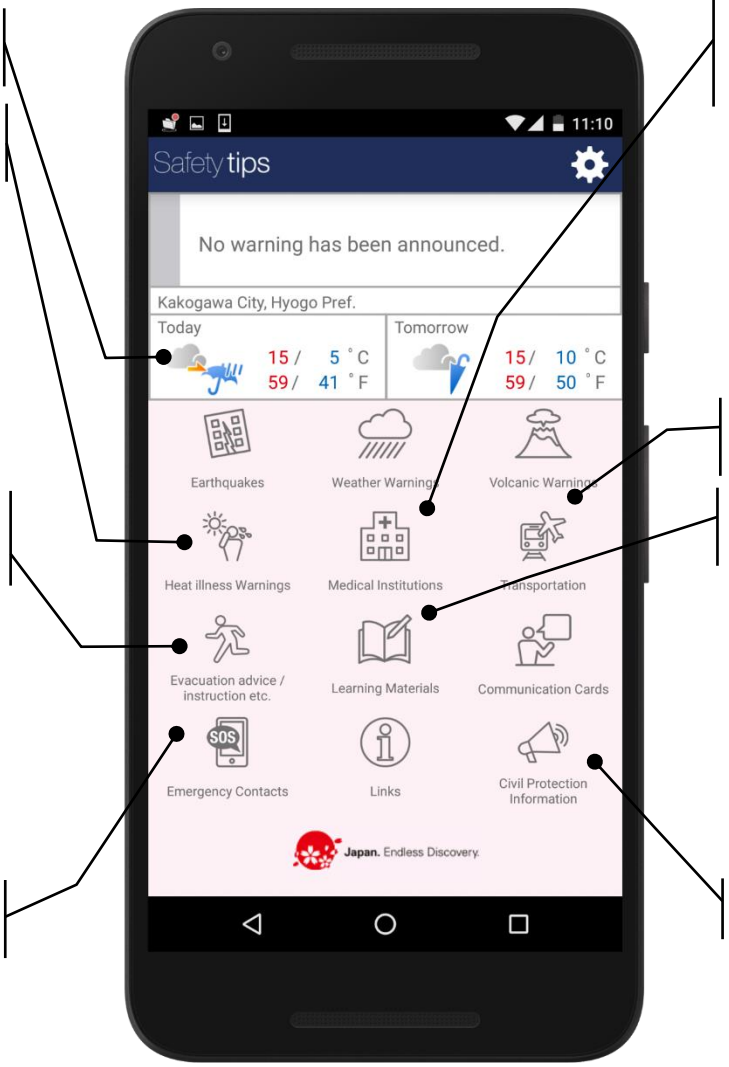 11:10
Safety tips
No warning has been announced.
Kakogawa City, Hyogo Pref.
Today
Tomorrow
15 / 5 °C
59 / 41 °F
15 / 10 °C
59 / 50 °F
Earthquakes
Weather Warnings
Volcanic Warnings
Heat illness Warnings
Medical Institutions
Transportation
Evacuation advice /
instruction etc.
Learning Materials
Communication Cards
SOS
Emergency Contacts
Links
Civil Protection
Information
Japan. Endless Discovery.